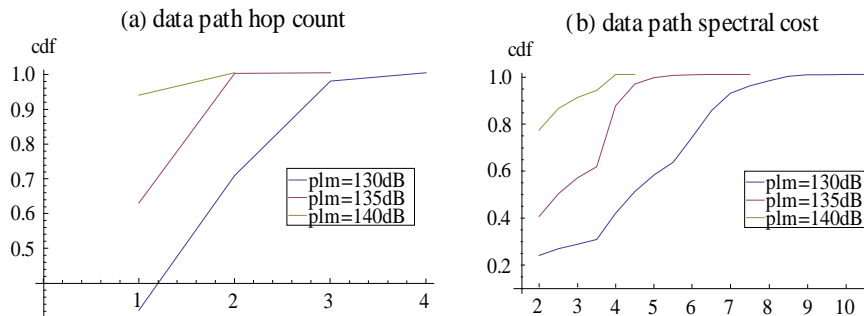 (a) data path hop count
cdf
1.0
0.9
0.8
0.7
0.6
0.5
plm=130dB
plm=135dB
plm=140dB
1 2 3 4
(b) data path spectral cost
cdf
1.0
0.8
0.6
0.4
0.2
plm=130dB
plm=135dB
plm=140dB
2 3 4 5 6 7 8 9 10